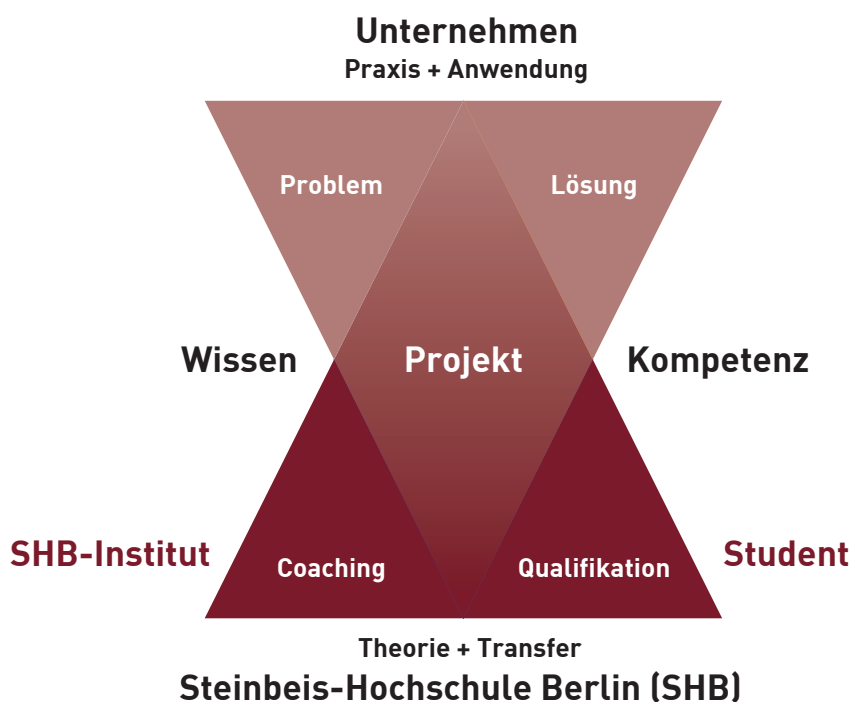 Unternehmen
Praxis + Anwendung
Problem
Lösung
Wissen
Projekt
Kompetenz
SHB-Institut
Coaching
Qualifikation
Student
Theorie + Transfer
Steinbeis-Hochschule Berlin (SHB)